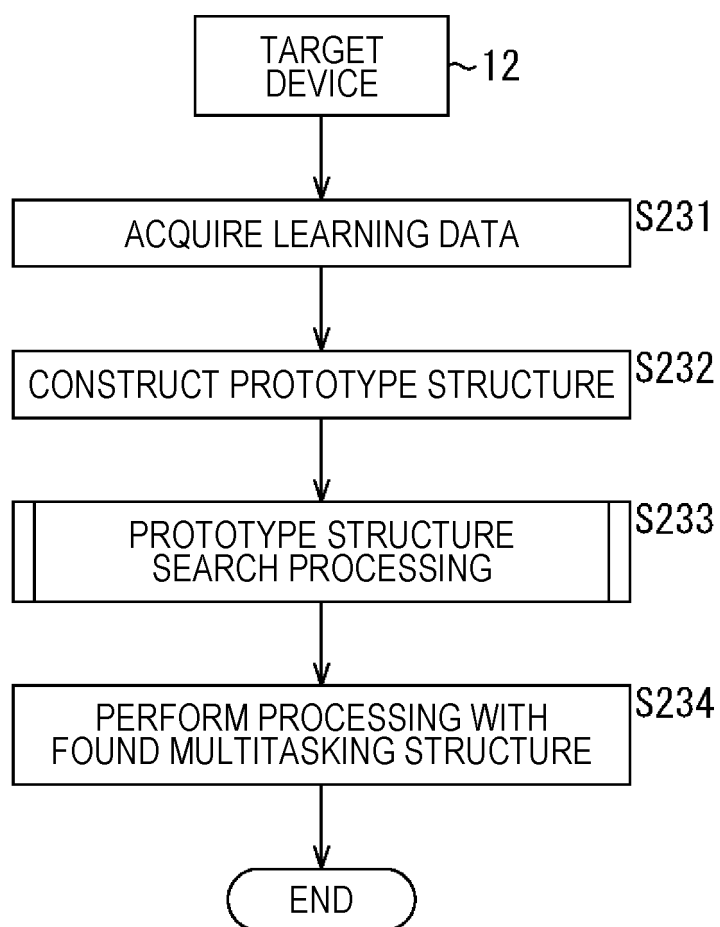 TARGET
DEVICE
~12
ACQUIRE LEARNING DATA
S231
CONSTRUCT PROTOTYPE STRUCTURE
S232
PROTOTYPE STRUCTURE
SEARCH PROCESSING
S233
PERFORM PROCESSING WITH
FOUND MULTITASKING STRUCTURE
S234
END